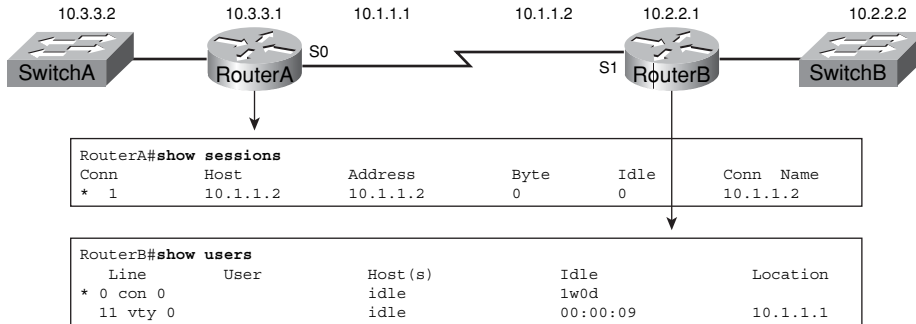 10.3.3.2 10.3.3.1 10.1.1.1 10.1.1.2 10.2.2.1 10.2.2.2
S0
S1
SwitchA RouterA RouterB SwitchB
RouterA#show sessions
Conn Host Address Byte Idle Conn Name
* 1 10.1.1.2 10.1.1.2 0 0 10.1.1.2
RouterB#show users
Line User Host(s) Idle Location
* 0 con 0 idle 1w0d
11 vty 0 idle 00:00:09 10.1.1.1